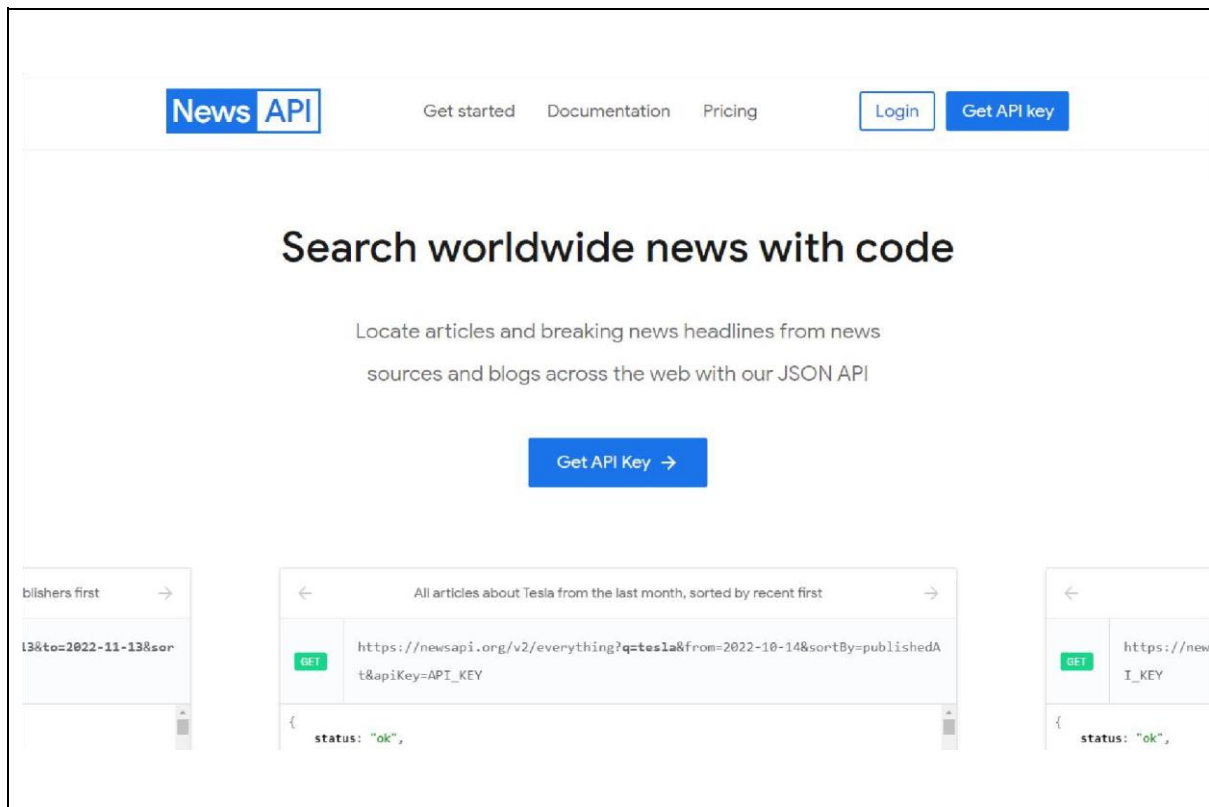 News API Get started Documentation Pricing Login Get API key
Search worldwide news with code
Locate articles and breaking news headlines from news
sources and blogs across the web with our JSON API
Get API Key →
blishers first →
13&to=2022-11-13&sor
← All articles about Tesla from the last month, sorted by recent first →
GET
https://newsapi.org/v2/everything?q=tesla&from=2022-10-14&sortBy=publishedA
t&apiKey=API_KEY
{
status: "ok",
←
GET
https://new
I_KEY
{
status: "ok",